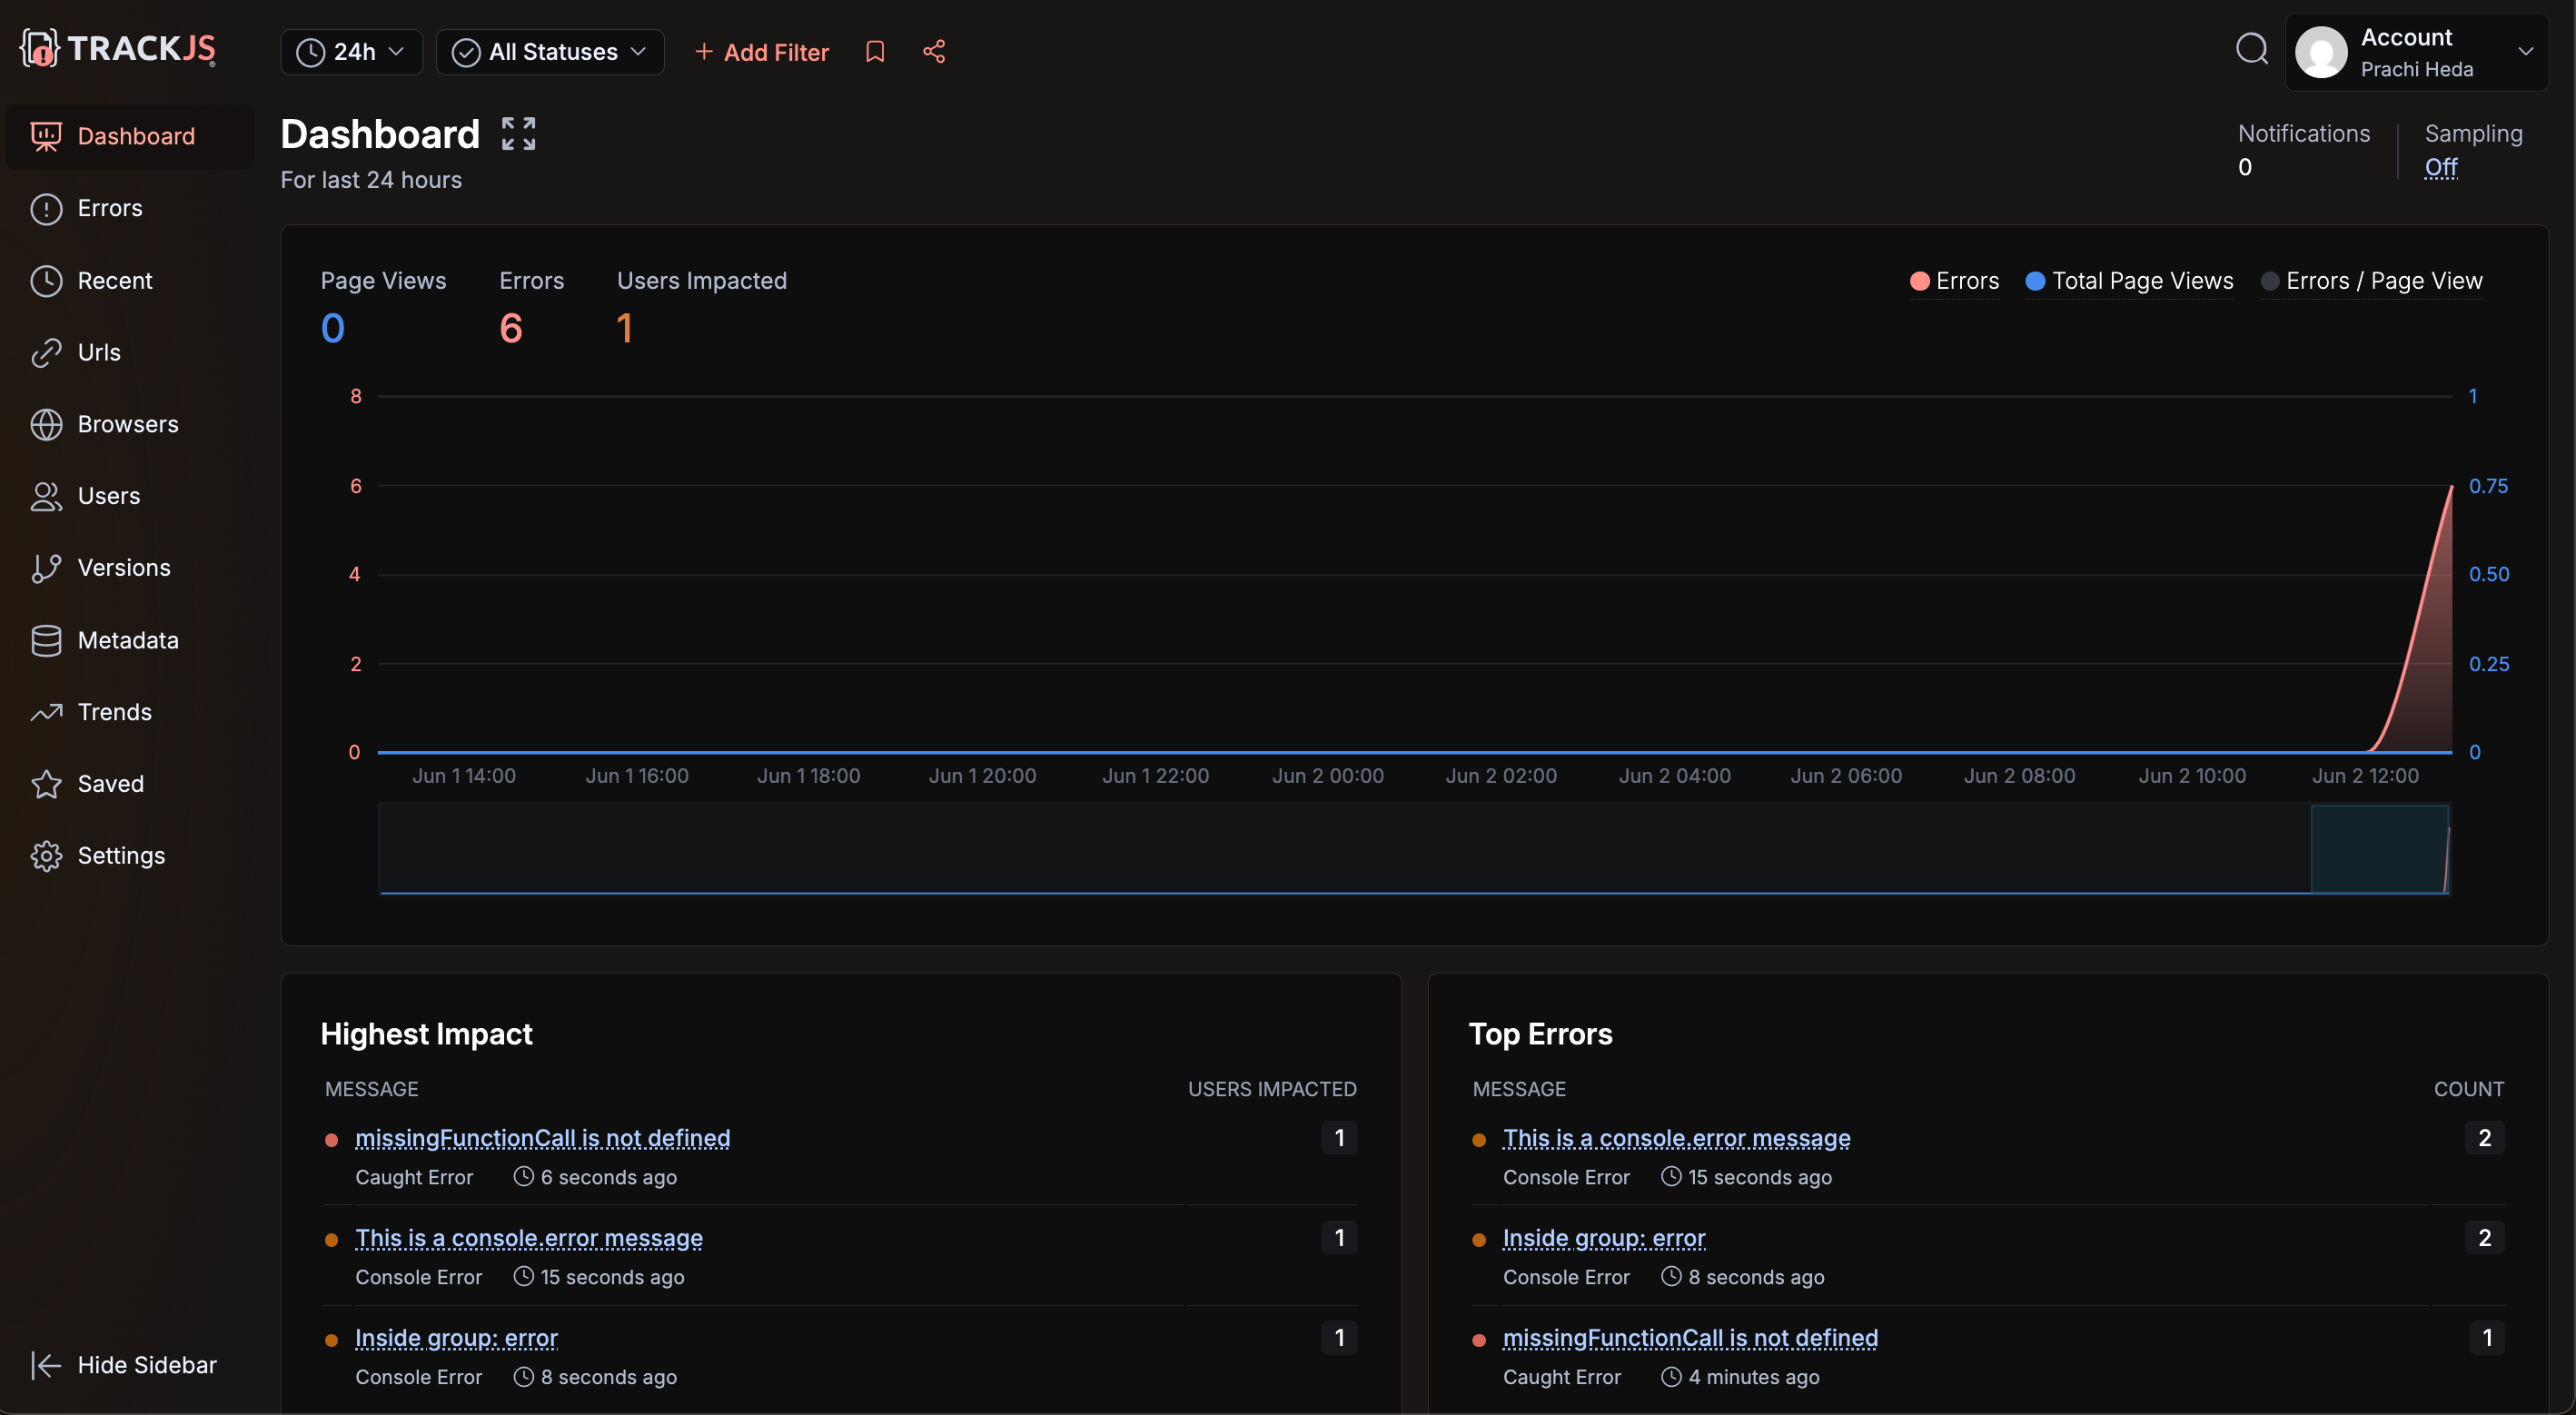 TRACKJS
24h
All Statuses
+ Add Filter
Account
Prachi Heda
Dashboard
Errors
Recent
Urls
Browsers
Users
Versions
Metadata
Trends
Saved
Settings
Hide Sidebar
Dashboard
For last 24 hours
Notifications
0
Sampling
Off
Page Views
0
Errors
6
Users Impacted
1
Errors
Total Page Views
Errors / Page View
8
6
4
2
0
1
0.75
0.50
0.25
0
Jun 1 14:00
Jun 1 16:00
Jun 1 18:00
Jun 1 20:00
Jun 1 22:00
Jun 2 00:00
Jun 2 02:00
Jun 2 04:00
Jun 2 06:00
Jun 2 08:00
Jun 2 10:00
Jun 2 12:00
Highest Impact
MESSAGE USERS IMPACTED
missingFunctionCall is not defined 1
Caught Error 6 seconds ago
This is a console.error message 1
Console Error 15 seconds ago
Inside group: error 1
Console Error 8 seconds ago
Top Errors
MESSAGE COUNT
This is a console.error message 2
Console Error 15 seconds ago
Inside group: error 2
Console Error 8 seconds ago
missingFunctionCall is not defined 1
Caught Error 4 minutes ago